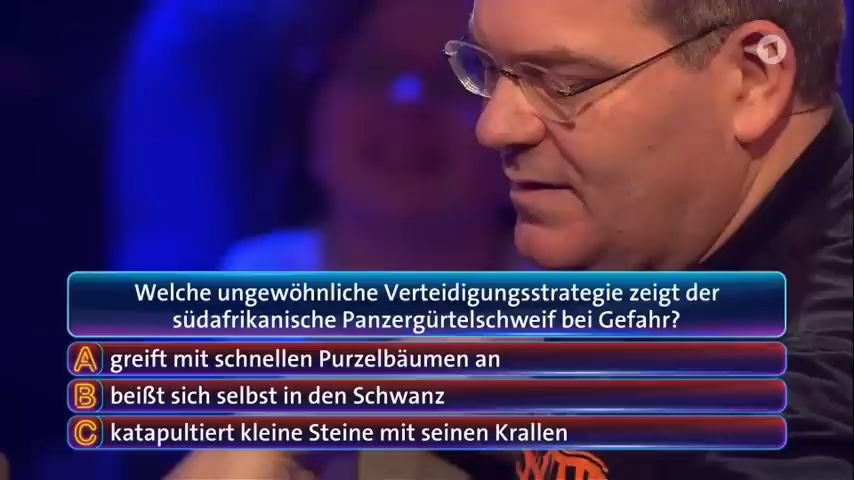 Welche ungewöhnliche Verteidigungsstrategie zeigt der
südafrikanische Panzergürtelschweif bei Gefahr?
A greift mit schnellen Purzelbäumen an
B beißt sich selbst in den Schwanz
C katapultiert kleine Steine mit seinen Krallen